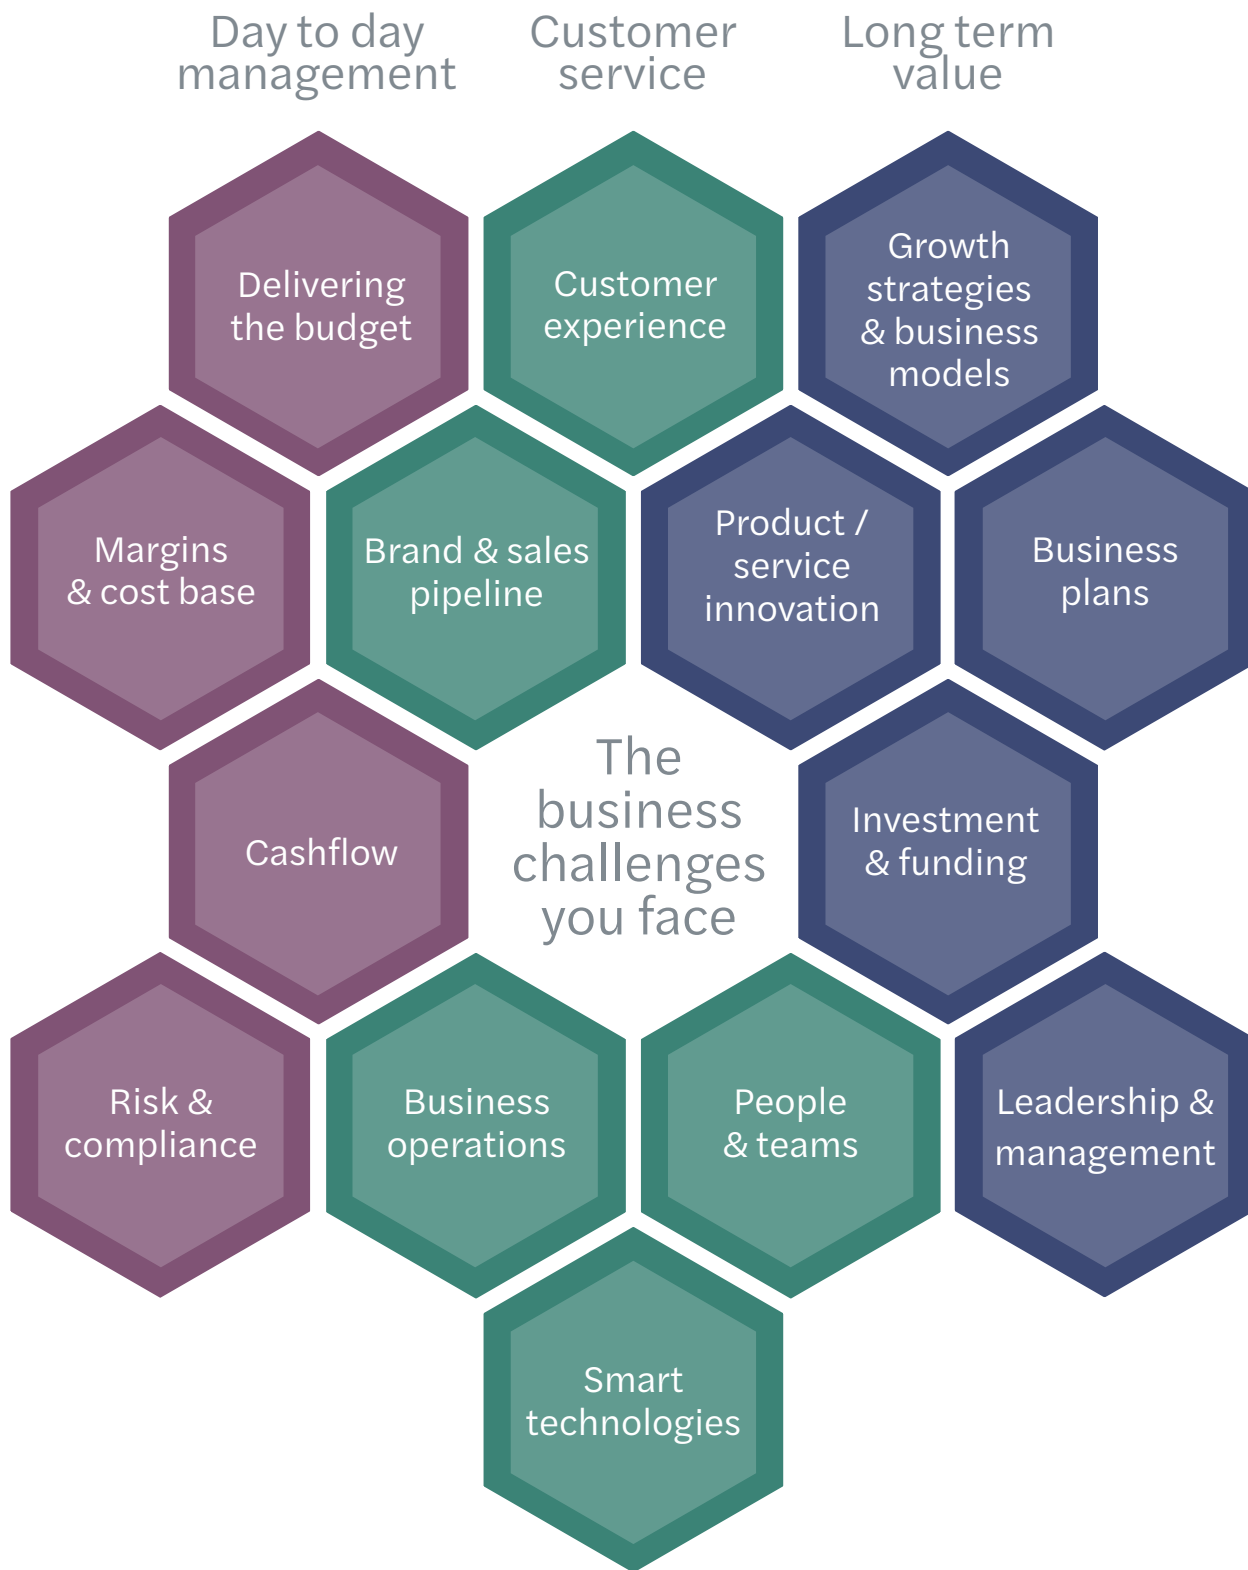 Day to day
management
Customer
service
Long term
value
Delivering
the budget
Customer
experience
Growth
strategies
& business
models
Margins
& cost base
Brand & sales
pipeline
Product /
service
innovation
Business
plans
Cashflow
The
business
challenges
you face
Investment
& funding
Risk &
compliance
Business
operations
People
& teams
Leadership &
management
Smart
technologies